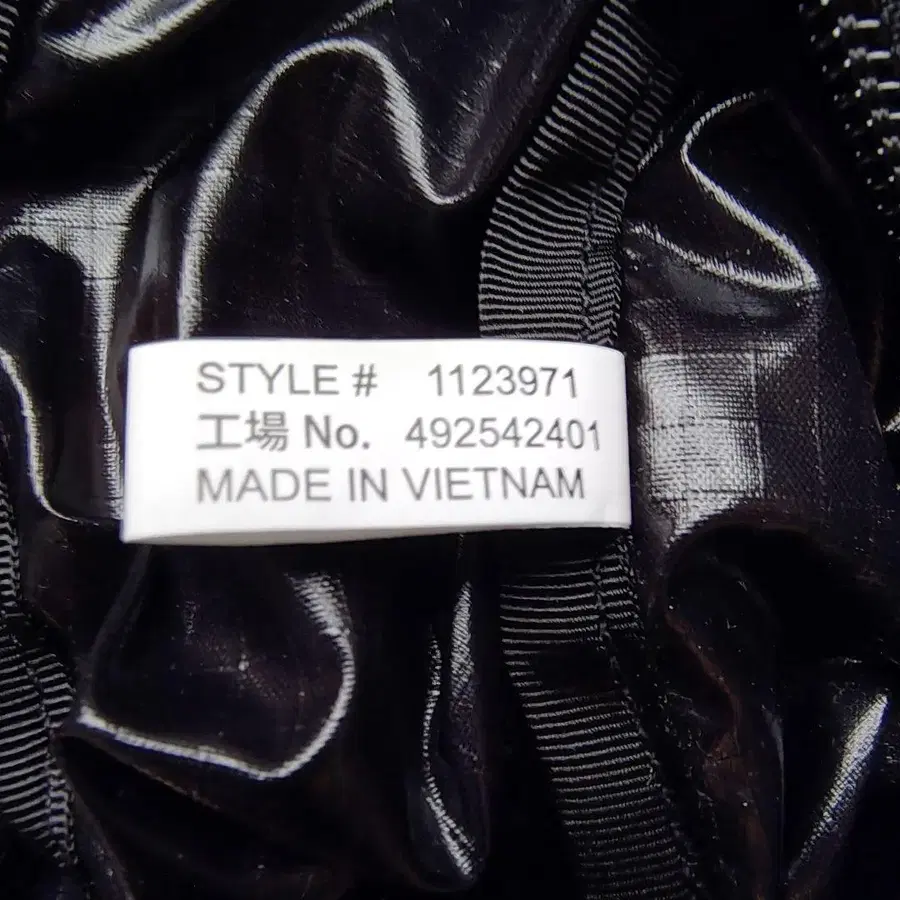 STYLE # 1123971
工場 No. 492542401
MADE IN VIETNAM